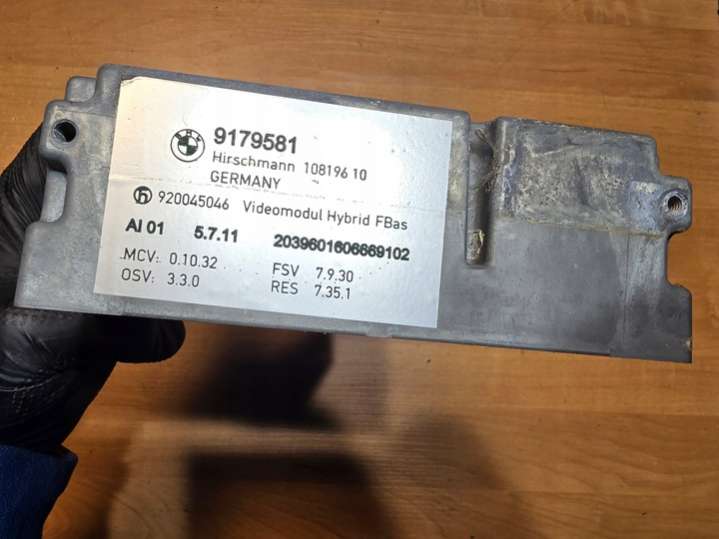 9179581
Hirschmann 108196 10
GERMANY
920045046 Videomodul Hybrid FBas
AI 01 5.7.11 2039601606669102
MCV: 0.10.32 FSV 7.9.30
OSV: 3.3.0 RES 7.35.1